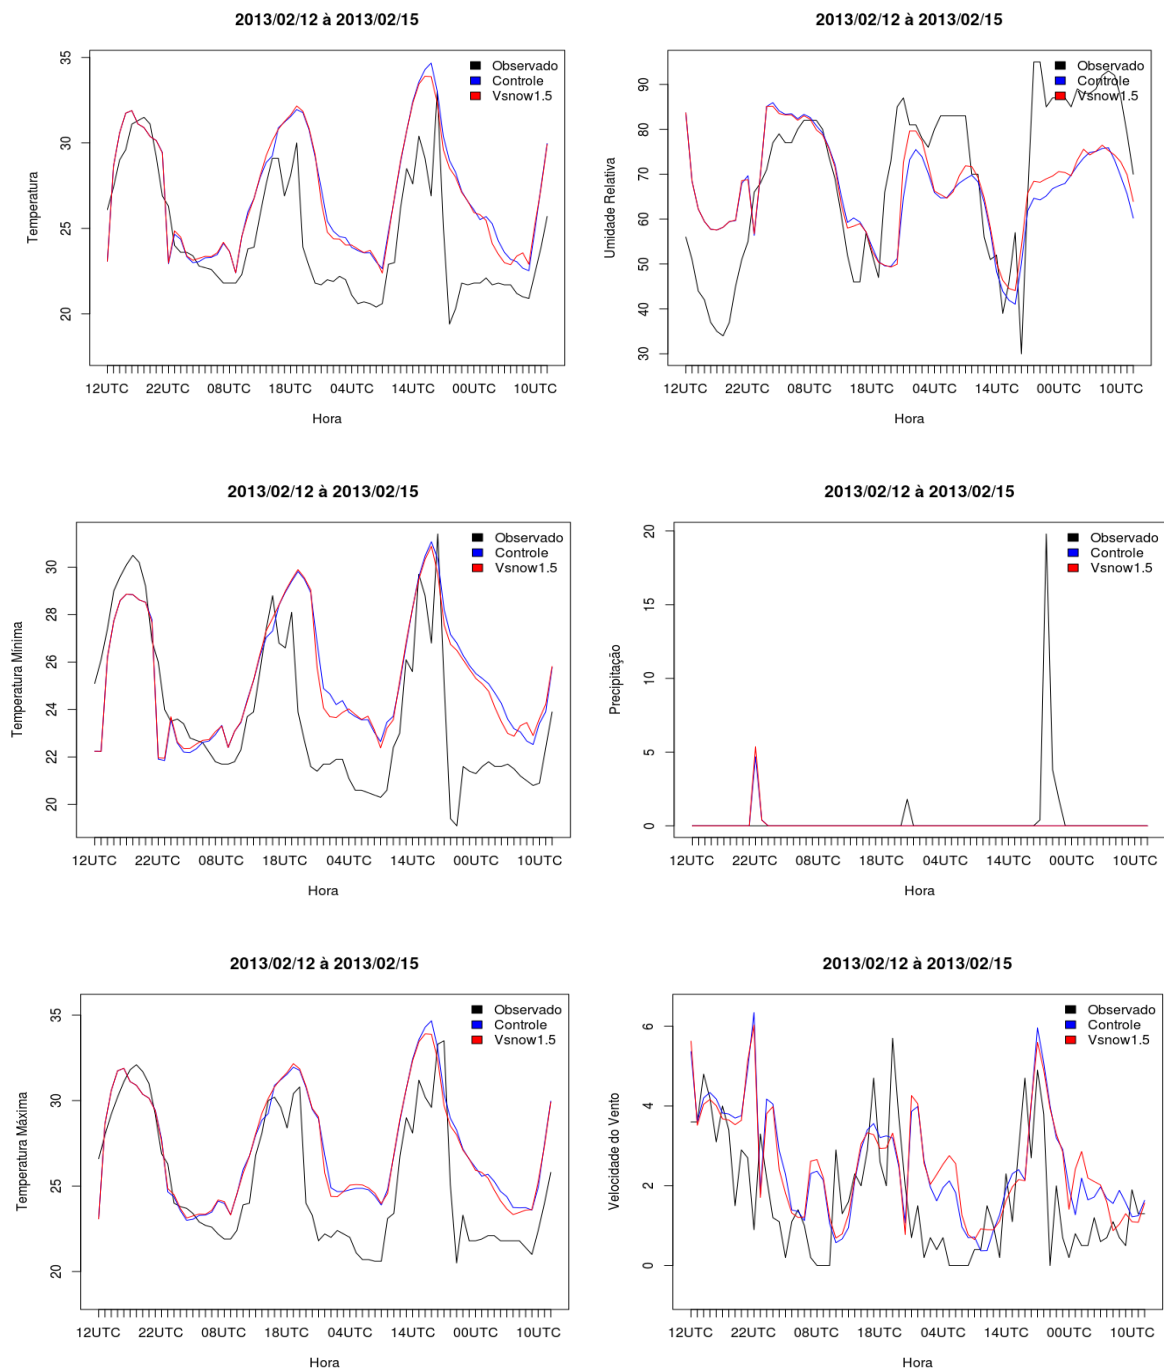 2013/02/12 à 2013/02/15
35
30
25
20
Temperatura
Observado
Controle
Vsnow1.5
12UTC 22UTC 08UTC 18UTC 04UTC 14UTC 00UTC 10UTC
Hora
2013/02/12 à 2013/02/15
90
80
70
60
50
40
30
Umidade Relativa
Observado
Controle
Vsnow1.5
12UTC 22UTC 08UTC 18UTC 04UTC 14UTC 00UTC 10UTC
Hora
2013/02/12 à 2013/02/15
30
28
26
24
22
20
Temperatura Mínima
Observado
Controle
Vsnow1.5
12UTC 22UTC 08UTC 18UTC 04UTC 14UTC 00UTC 10UTC
Hora
2013/02/12 à 2013/02/15
20
15
10
5
0
Precipitação
Observado
Controle
Vsnow1.5
12UTC 22UTC 08UTC 18UTC 04UTC 14UTC 00UTC 10UTC
Hora
2013/02/12 à 2013/02/15
35
30
25
20
Temperatura Máxima
Observado
Controle
Vsnow1.5
12UTC 22UTC 08UTC 18UTC 04UTC 14UTC 00UTC 10UTC
Hora
2013/02/12 à 2013/02/15
6
4
2
0
Velocidade do Vento
Observado
Controle
Vsnow1.5
12UTC 22UTC 08UTC 18UTC 04UTC 14UTC 00UTC 10UTC
Hora